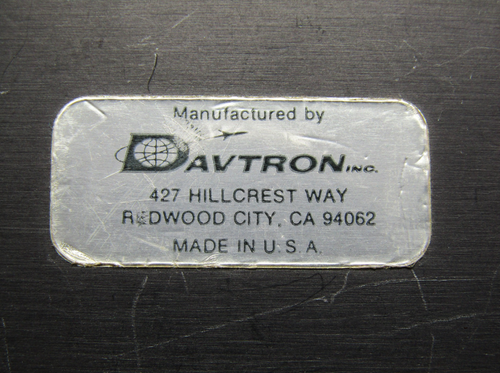 Manufactured by
DAVTRON INC.
427 HILLCREST WAY
REDWOOD CITY, CA 94062
MADE IN U.S.A.